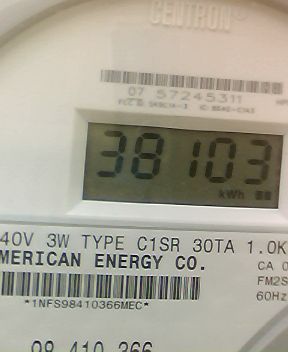 CENTRON®
07 57245311
38103
kWh
40V 3W TYPE C1SR 30TA 1.0K
MERICAN ENERGY CO.
CA 0
FM2S
60Hz
*1NFS98410366MEC*
98 410 366